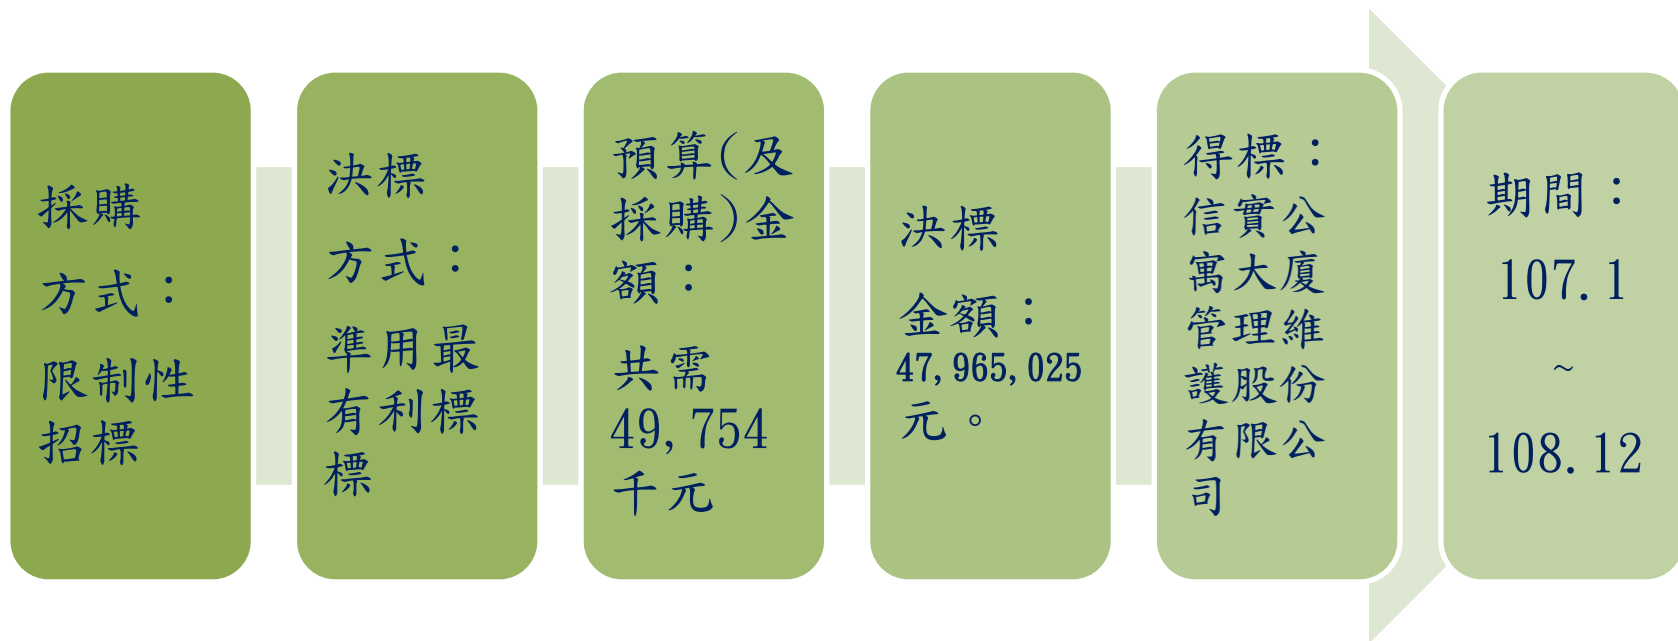 採購
方式：
限制性
招標
決標
方式：
準用最
有利標
標
預算(及
採購)金
額：
共需
49,754
千元
決標
金額：
47,965,025
元。
得標：
信實公
寓大廈
管理維
護股份
有限公
司
期間：
107.1
~
108.12